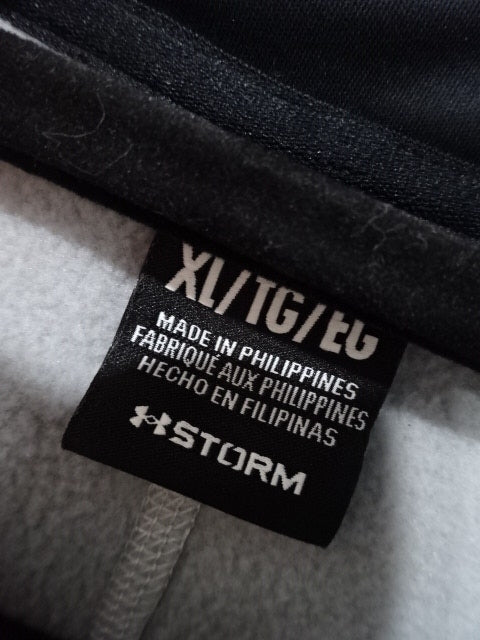 XL/TG/EG
MADE IN PHILIPPINES
FABRIQUÉ AUX PHILIPPINES
HECHO EN FILIPINAS
STORM